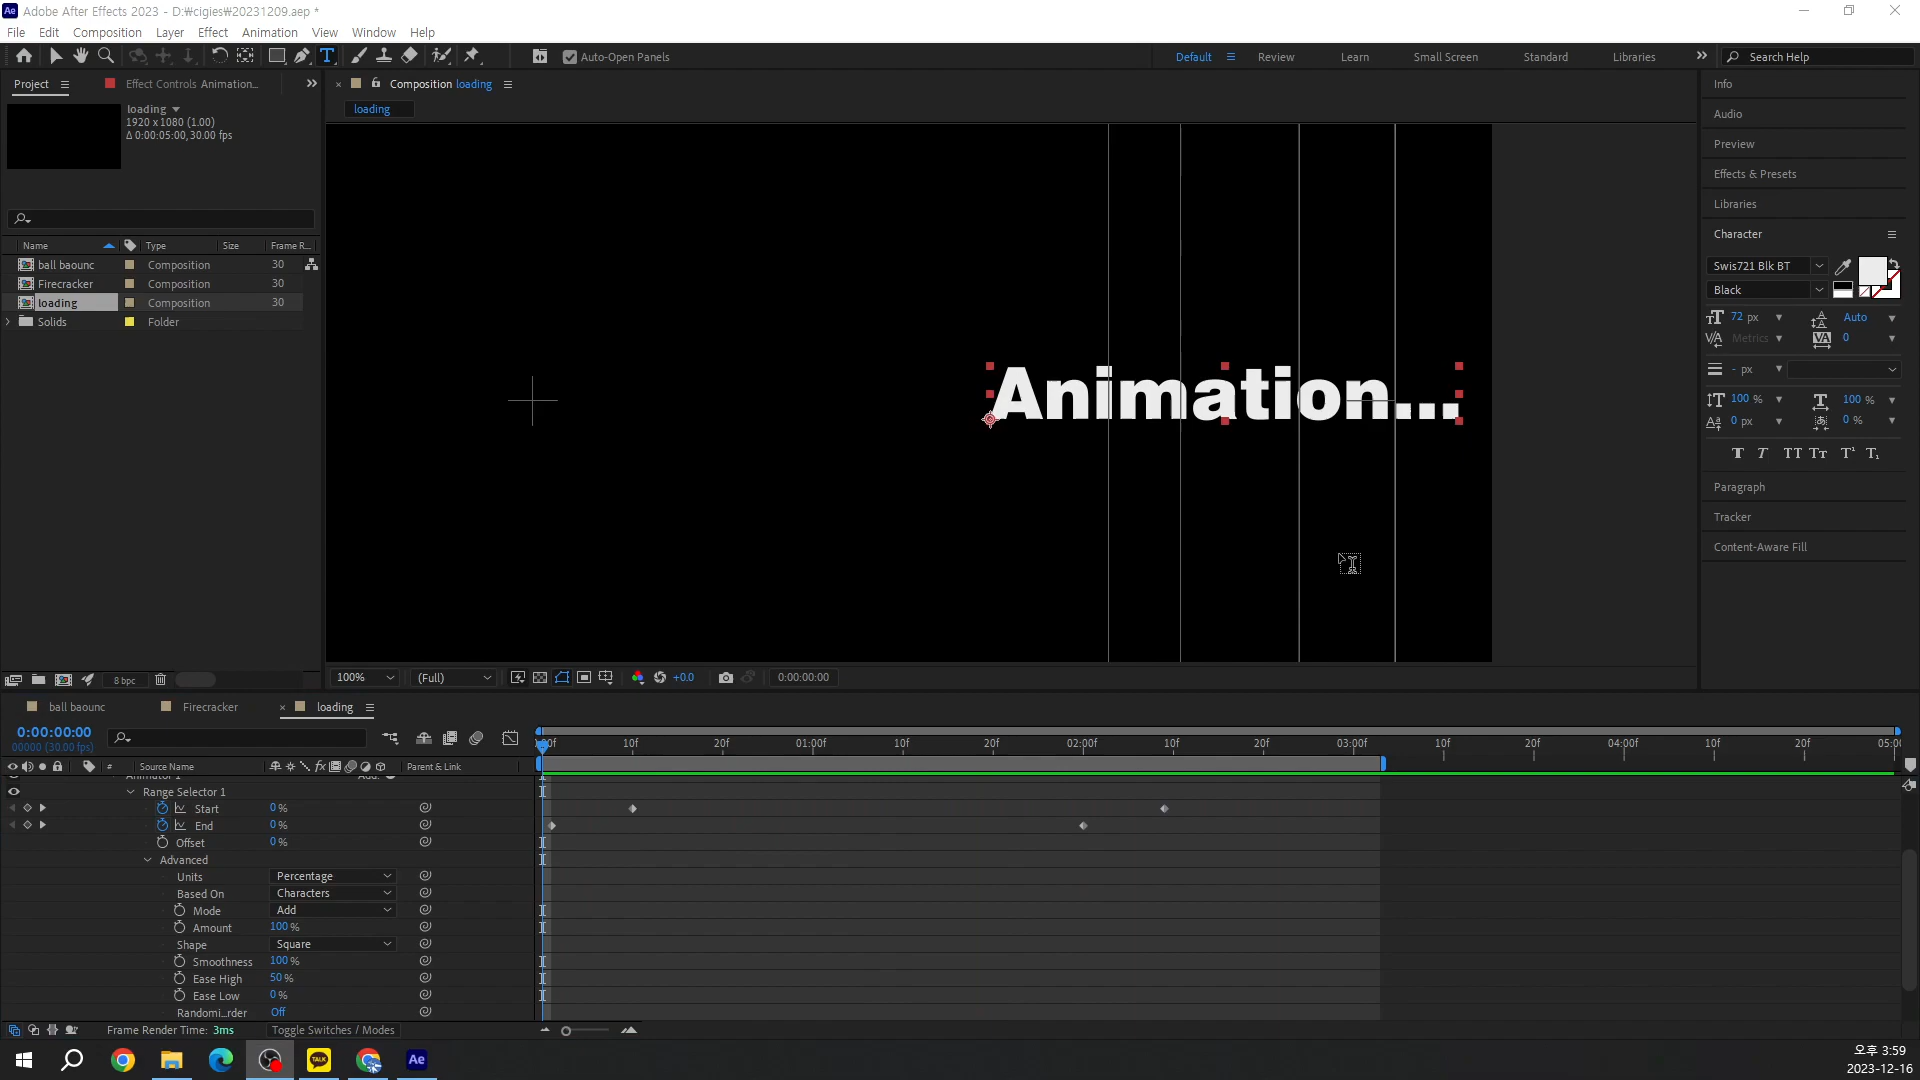 Adobe After Effects 2023 - D:₩cigies₩20231209.aep *
File Edit Composition Layer Effect Animation View Window Help
Auto-Open Panels
Default Review Learn Small Screen Standard Libraries Search Help
Project Effect Controls Animation...
loading
1920 x 1080 (1.00)
Δ 0:00:05:00, 30.00 fps
Name Type Size Frame R...
ball baounc Composition 30
Firecracker Composition 30
loading Composition 30
Solids Folder
8 bpc
Composition loading
loading
Animation...
100% (Full) +0.0 0:00:00:00
Info
Audio
Preview
Effects & Presets
Libraries
Character
Swis721 Blk BT
Black
72 px Auto
Metrics 0
- px
100 % 100 %
0 px 0 %
T T TT Tт T¹ T₁
Paragraph
Tracker
Content-Aware Fill
ball baounc Firecracker loading
0:00:00:00
00000 (30.00 fps)
10f 20f 01:00f 10f 20f 02:00f 10f 20f 03:00f 10f 20f 04:00f 10f 20f
# Source Name fx Parent & Link
Range Selector 1
Start 0 %
End 0 %
Offset 0 %
Advanced
Units Percentage
Based On Characters
Mode Add
Amount 100 %
Shape Square
Smoothness 100 %
Ease High 50 %
Ease Low 0 %
Randomi...rder Off
Frame Render Time: 3ms Toggle Switches / Modes
TALK
Ae
오후 3:59
2023-12-16